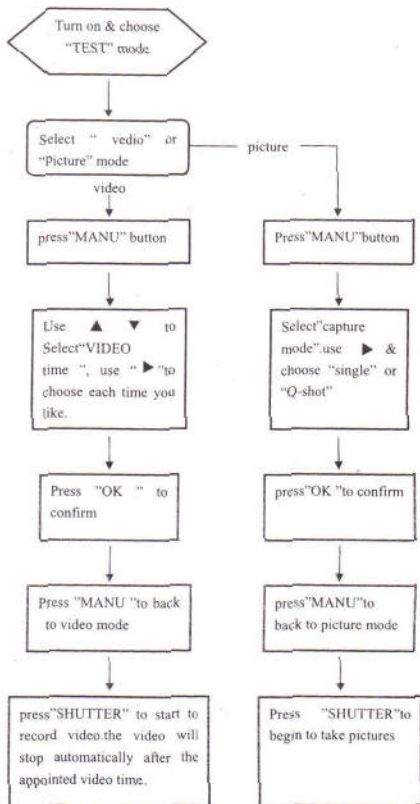 Turn on & choose
“TEST” mode
Select “ vedio” or
“Picture” mode
picture
video
press”MANU” button
Use ▲ ▼ to
Select“VIDEO
time ”, use “ ▶ ”to
choose each time you
like.
Press ”OK ” to
confirm
Press ”MANU ”to back
to video mode
press”SHUTTER” to start to
record video.the video will
stop automatically after the
appointed video time.
Press”MANU”button
Select”capture
mode”.use ▶ &
choose “single” or
“Q-shot”
press”OK ”to confirm
press”MANU”to
back to picture mode
Press ”SHUTTER”to
begin to take pictures